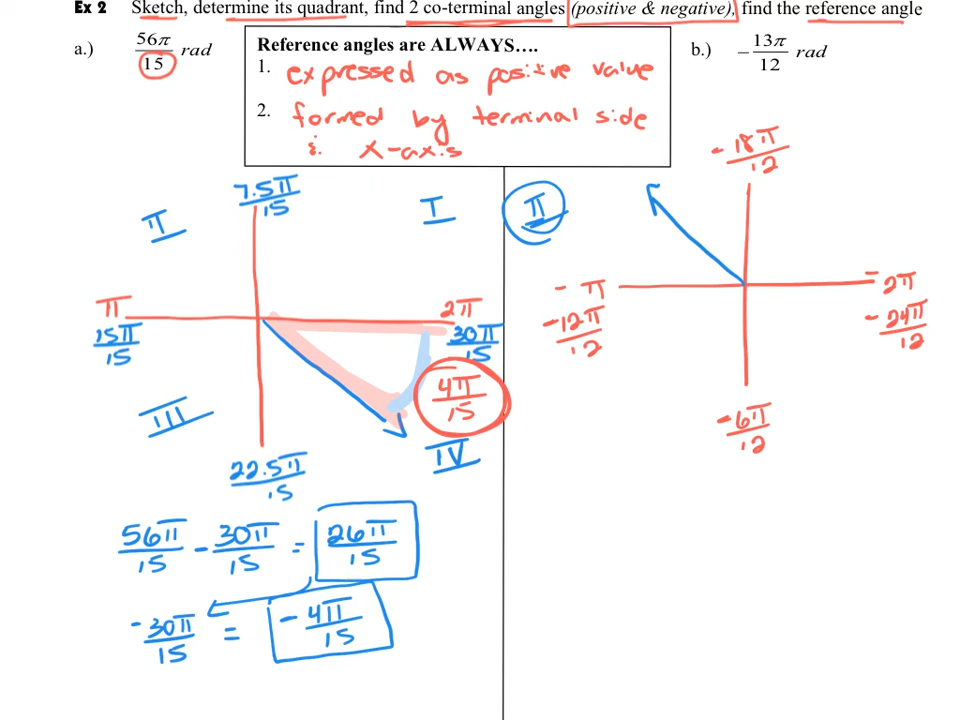 Ex 2 Sketch, determine its quadrant, find 2 co-terminal angles (positive & negative), find the reference angle
a.) 56π/15 rad
Reference angles are ALWAYS….
1. expressed as positive value
2. formed by terminal side
& x-axis
b.) -13π/12 rad
7.5π/15
II
I
π
15π/15
2π
30π/15
4π/15
III
IV
22.5π/15
56π/15 - 30π/15 = 26π/15
-30π/15 = -4π/15
II
-18π/12
-π
-12π/12
-2π
-24π/12
-6π/12